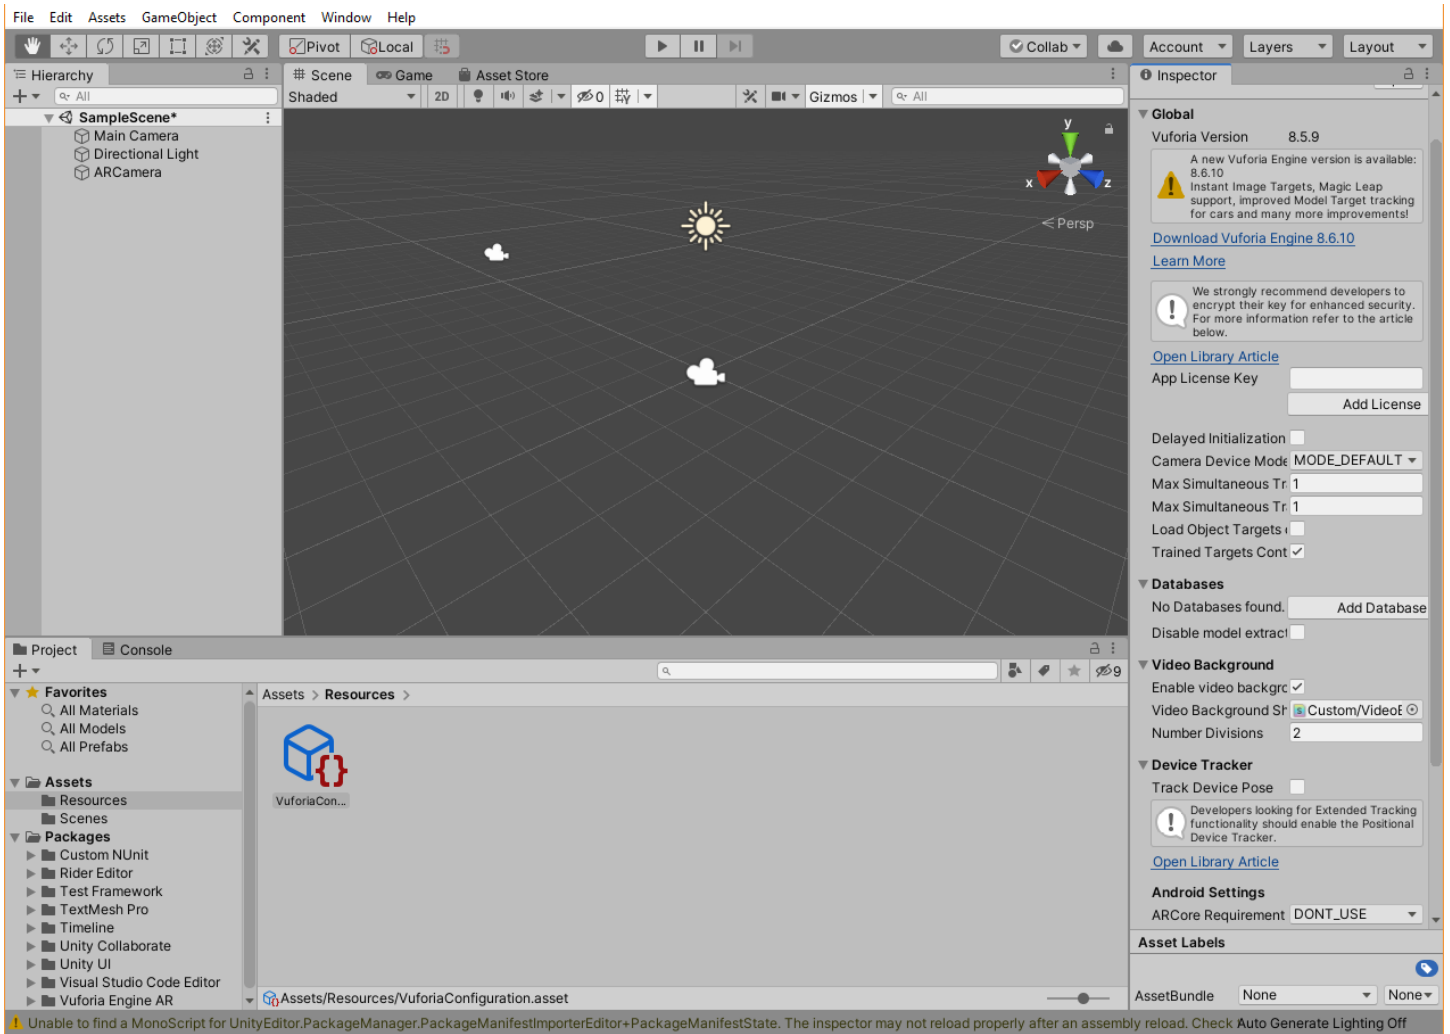 File Edit Assets GameObject Component Window Help
Pivot Local Collab Account Layers Layout
Hierarchy
All
SampleScene*
Main Camera
Directional Light
ARCamera
Scene Game Asset Store
Shaded 2D 0 Gizmos All
y
x z
Persp
Inspector
Global
Vuforia Version 8.5.9
A new Vuforia Engine version is available:
8.6.10
Instant Image Targets, Magic Leap
support, improved Model Target tracking
for cars and many more improvements!
Download Vuforia Engine 8.6.10
Learn More
We strongly recommend developers to
encrypt their key for enhanced security.
For more information refer to the article
below.
Open Library Article
App License Key
Add License
Delayed Initialization
Camera Device Mode MODE_DEFAULT
Max Simultaneous Tr 1
Max Simultaneous Tr 1
Load Object Targets
Trained Targets Cont
Databases
No Databases found. Add Database
Disable model extract
Video Background
Enable video backgrc
Video Background Sh Custom/VideoE
Number Divisions 2
Device Tracker
Track Device Pose
Developers looking for Extended Tracking
functionality should enable the Positional
Device Tracker.
Open Library Article
Android Settings
ARCore Requirement DONT_USE
Asset Labels
AssetBundle None None
Project Console
9
Favorites
All Materials
All Models
All Prefabs
Assets
Resources
Scenes
Packages
Custom NUnit
Rider Editor
Test Framework
TextMesh Pro
Timeline
Unity Collaborate
Unity UI
Visual Studio Code Editor
Vuforia Engine AR
Assets > Resources >
VuforiaCon...
Assets/Resources/VuforiaConfiguration.asset
Unable to find a MonoScript for UnityEditor.PackageManager.PackageManifestImporterEditor+PackageManifestState. The inspector may not reload properly after an assembly reload. Check Auto Generate Lighting Off